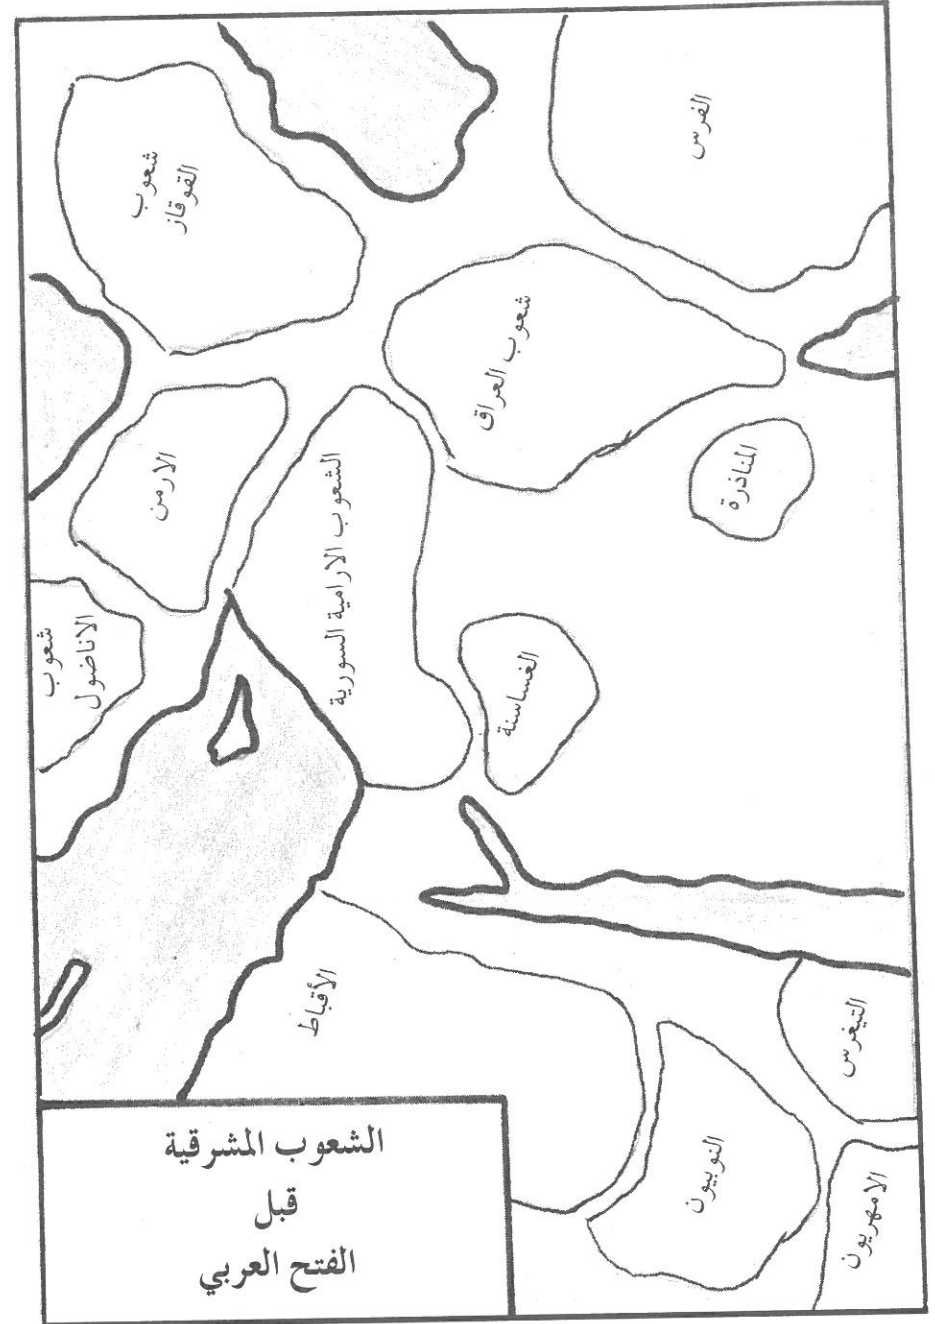 الفرس
شعوب
القوقاز
شعوب العراق
المناذرة
الارمن
الشعوب الارامية السورية
شعوب
الاناضول
الغساسنة
الأقباط
التيغرس
النوبيون
الامهريون
الشعوب المشرقية
قبل
الفتح العربي